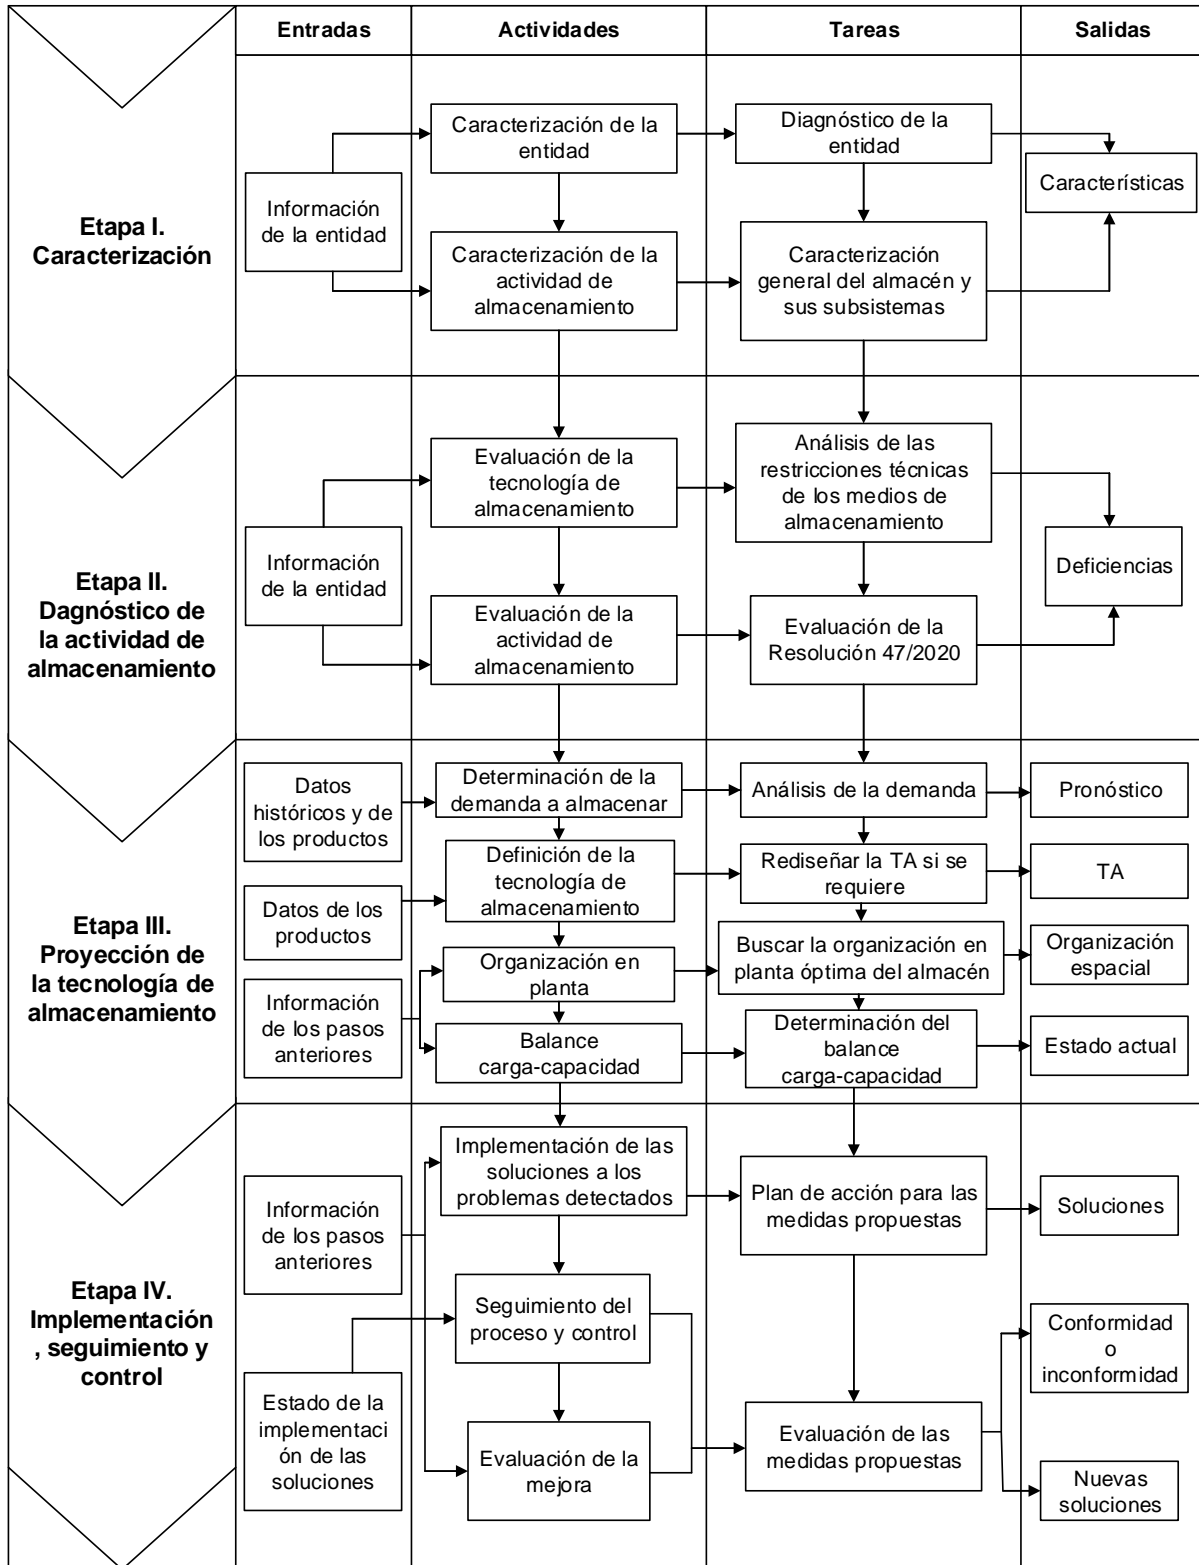 Entradas
Actividades
Tareas
Salidas
Etapa I.
Caracterización
Información
de la entidad
Caracterización de la
entidad
Caracterización de la
actividad de
almacenamiento
Diagnóstico de la
entidad
Caracterización
general del almacén y
sus subsistemas
Características
Etapa II.
Dagnóstico de
la actividad de
almacenamiento
Información
de la entidad
Evaluación de la
tecnología de
almacenamiento
Evaluación de la
actividad de
almacenamiento
Análisis de las
restricciones técnicas
de los medios de
almacenamiento
Evaluación de la
Resolución 47/2020
Deficiencias
Etapa III.
Proyección de
la tecnología de
almacenamiento
Datos
históricos y de
los productos
Datos de los
productos
Información
de los pasos
anteriores
Determinación de la
demanda a almacenar
Definición de la
tecnología de
almacenamiento
Organización en
planta
Balance
carga-capacidad
Análisis de la demanda
Rediseñar la TA si se
requiere
Buscar la organización en
planta óptima del almacén
Determinación del
balance
carga-capacidad
Pronóstico
TA
Organización
espacial
Estado actual
Etapa IV.
Implementación
, seguimiento y
control
Información
de los pasos
anteriores
Estado de la
implementaci
ón de las
soluciones
Implementación de las
soluciones a los
problemas detectados
Seguimiento del
proceso y control
Evaluación de la
mejora
Plan de acción para las
medidas propuestas
Evaluación de las
medidas propuestas
Soluciones
Conformidad
o
inconformidad
Nuevas
soluciones